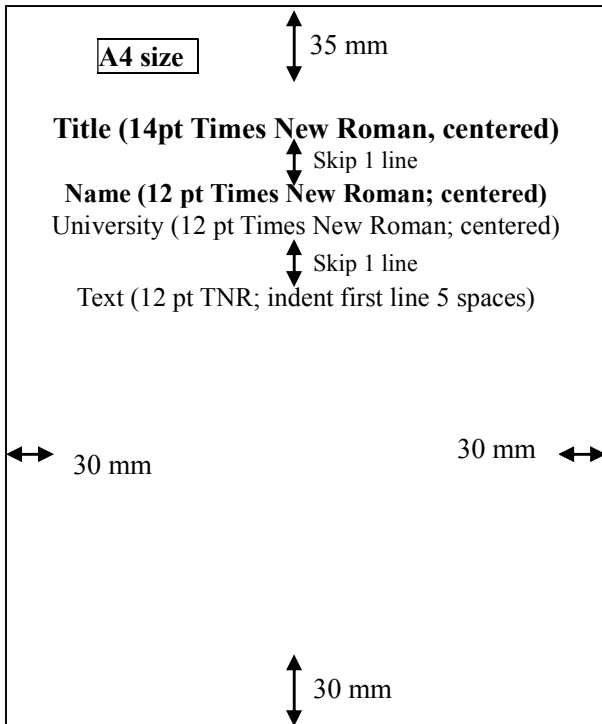 35 mm
A4 size
Title (14pt Times New Roman, centered)
Skip 1 line
Name (12 pt Times New Roman; centered)
University (12 pt Times New Roman; centered)
Skip 1 line
Text (12 pt TNR; indent first line 5 spaces)
30 mm
30 mm
30 mm